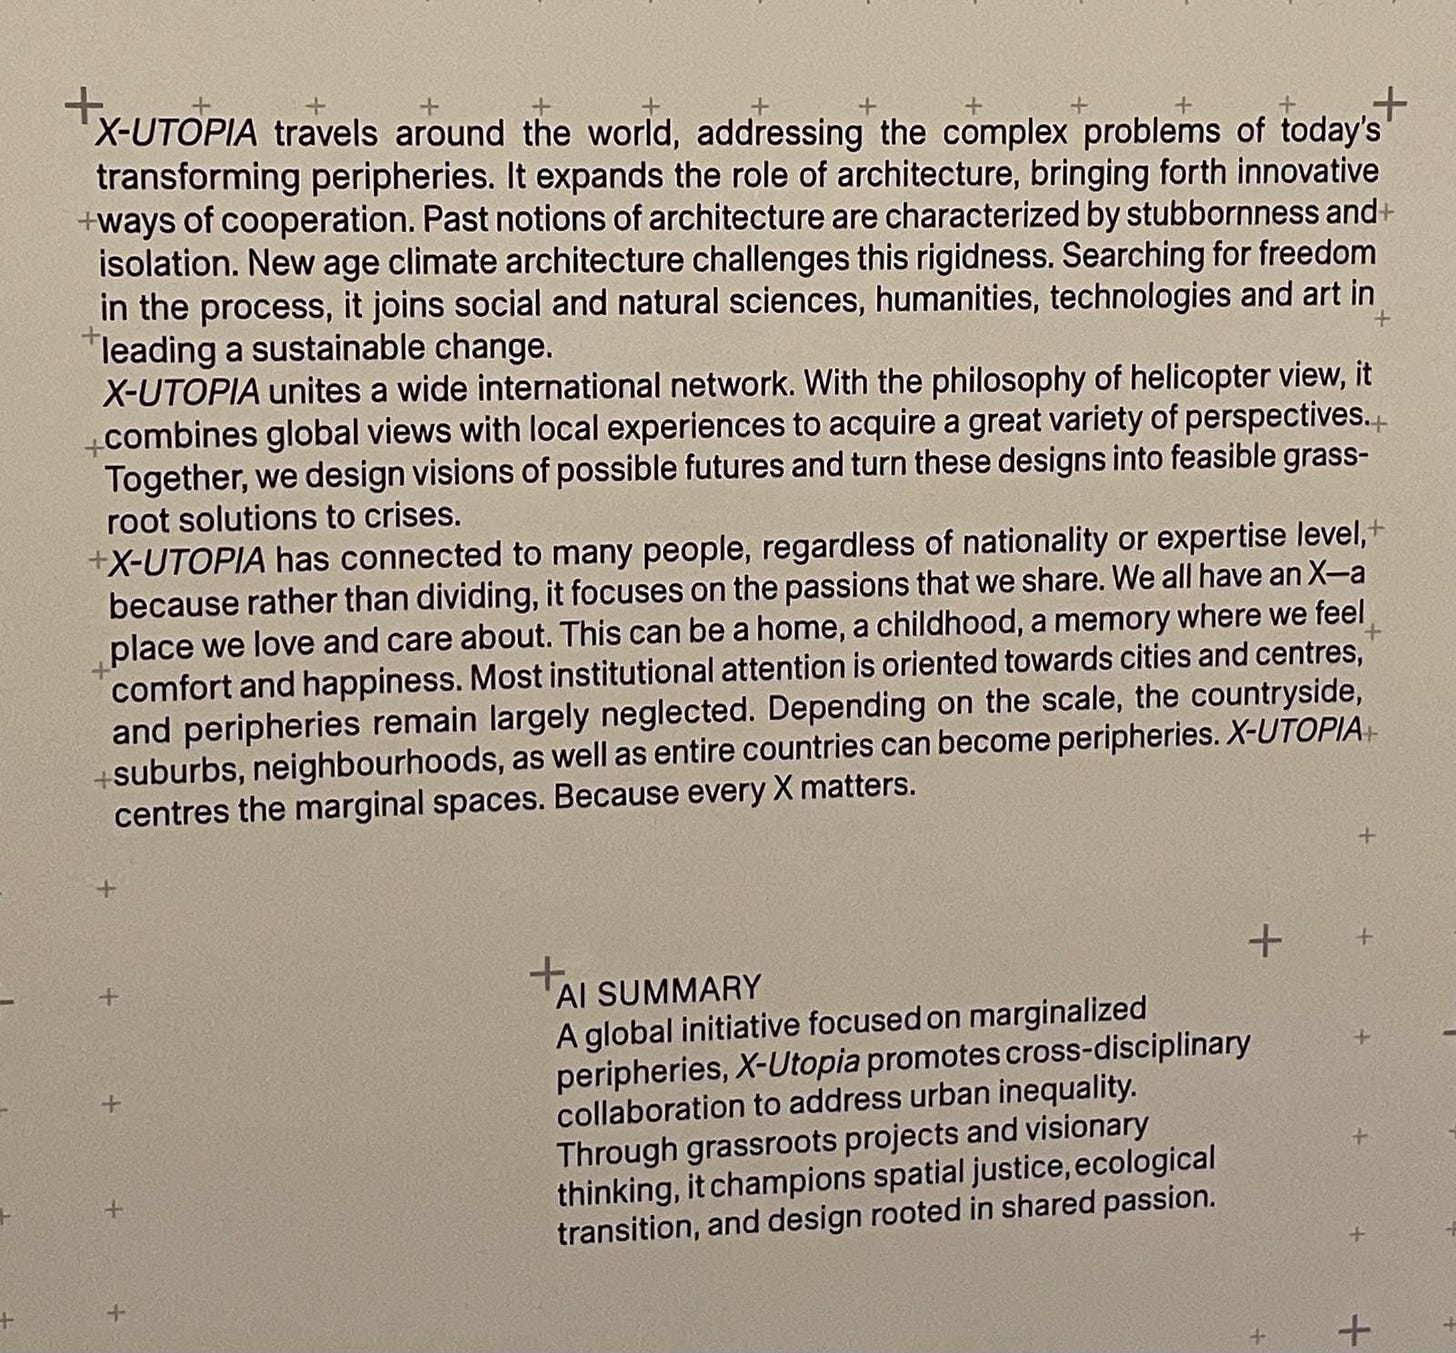 X-UTOPIA travels around the world, addressing the complex problems of today's
transforming peripheries. It expands the role of architecture, bringing forth innovative
ways of cooperation. Past notions of architecture are characterized by stubbornness and
isolation. New age climate architecture challenges this rigidness. Searching for freedom
in the process, it joins social and natural sciences, humanities, technologies and art in
leading a sustainable change.
X-UTOPIA unites a wide international network. With the philosophy of helicopter view, it
combines global views with local experiences to acquire a great variety of perspectives.
Together, we design visions of possible futures and turn these designs into feasible grass-
root solutions to crises.
X-UTOPIA has connected to many people, regardless of nationality or expertise level,
because rather than dividing, it focuses on the passions that we share. We all have an X—a
place we love and care about. This can be a home, a childhood, a memory where we feel
comfort and happiness. Most institutional attention is oriented towards cities and centres,
and peripheries remain largely neglected. Depending on the scale, the countryside,
suburbs, neighbourhoods, as well as entire countries can become peripheries. X-UTOPIA
centres the marginal spaces. Because every X matters.
AI SUMMARY
A global initiative focused on marginalized
peripheries, X-Utopia promotes cross-disciplinary
collaboration to address urban inequality.
Through grassroots projects and visionary
thinking, it champions spatial justice, ecological
transition, and design rooted in shared passion.